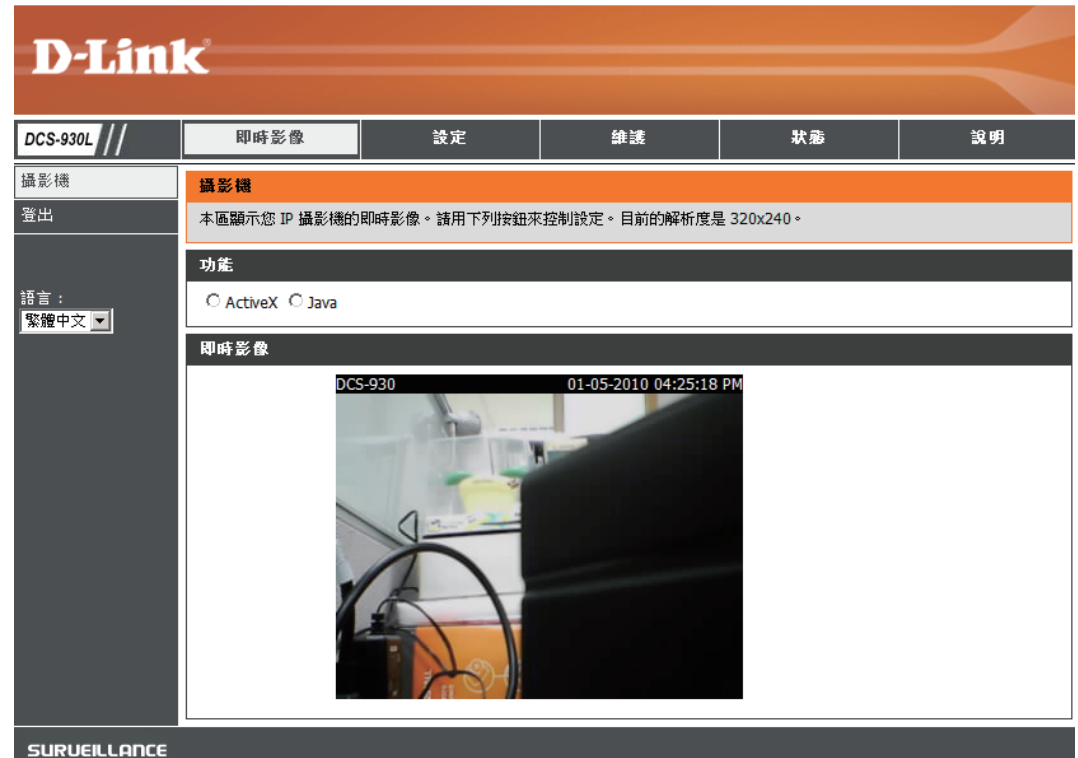 D-Link
DCS-930L
即時影像
設定
維護
狀態
說明
攝影機
登出
語言：
繁體中文
攝影機
本區顯示您 IP 攝影機的即時影像。請用下列按鈕來控制設定。目前的解析度是 320x240。
功能
ActiveX Java
即時影像
DCS-930 01-05-2010 04:25:18 PM
SURVEILLANCE